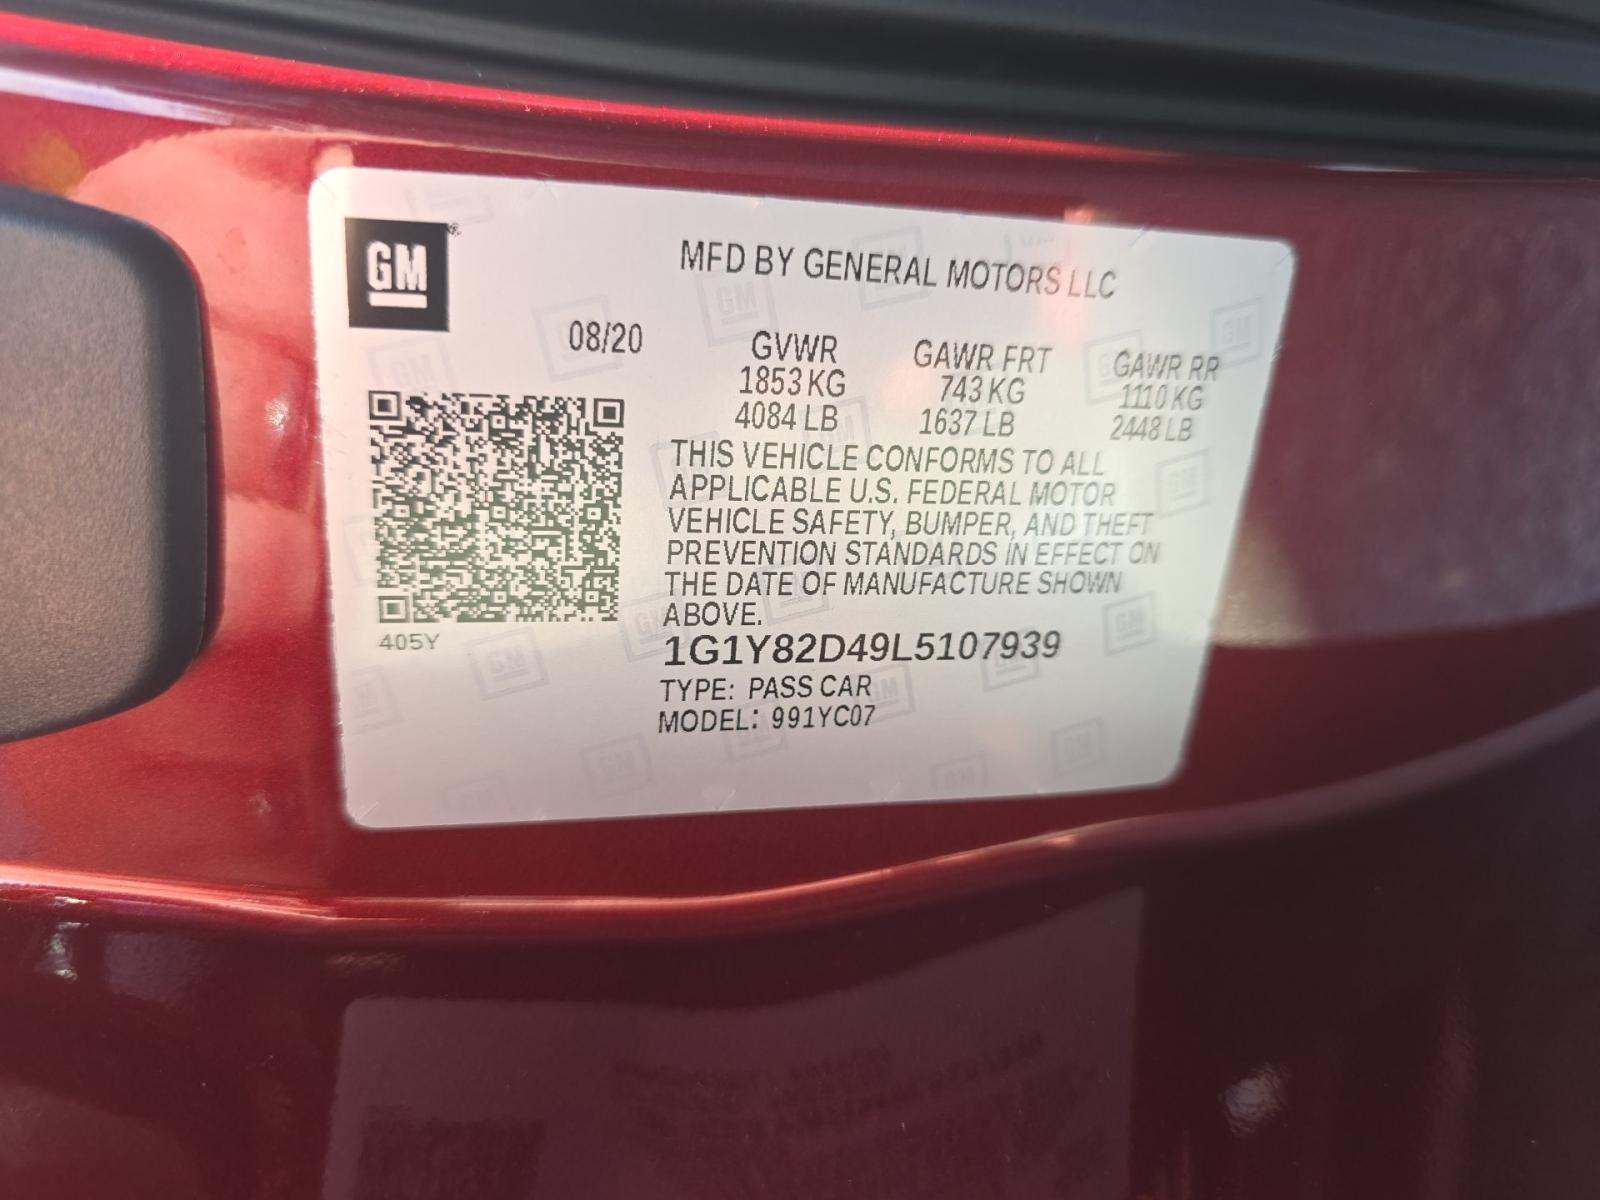 GM
MFD BY GENERAL MOTORS LLC
08/20
GVWR GAWR FRT GAWR RR
1853 KG 743 KG 1110 KG
4084 LB 1637 LB 2448 LB
THIS VEHICLE CONFORMS TO ALL
APPLICABLE U.S. FEDERAL MOTOR
VEHICLE SAFETY, BUMPER, AND THEFT
PREVENTION STANDARDS IN EFFECT ON
THE DATE OF MANUFACTURE SHOWN
ABOVE.
405Y
1G1Y82D49L5107939
TYPE: PASS CAR
MODEL: 991YC07